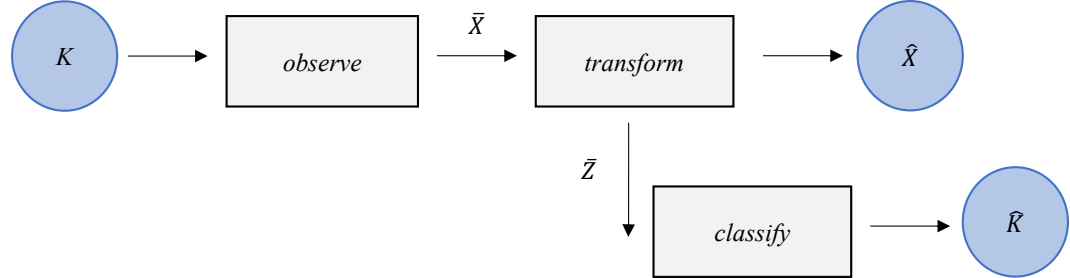 X̄
K
observe
transform
X̂
Z̄
classify
K̂